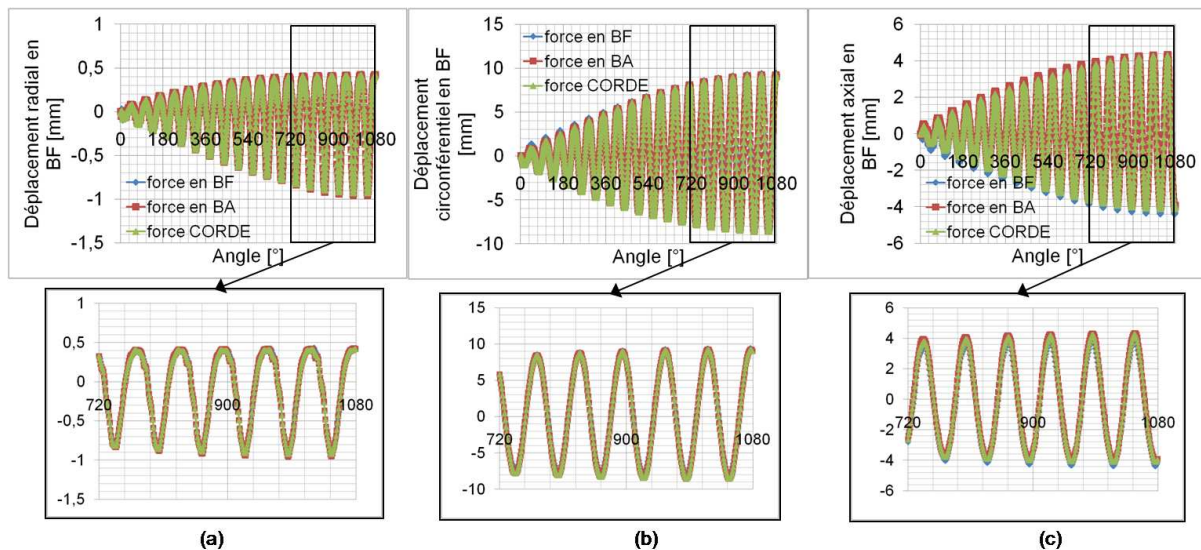 Déplacement tradial en
BF [mm]
1
0,5
0
-0,5
-1
-1,5
0 180 360 540 720 900 1080
force en BF
force en BA
force CORDE
Angle [°]
Déplacement
circonférentiel en BF
[mm]
15
10
5
0
-5
-10
force en BF
force en BA
force CORDE
0 180 360 540 720 900 1080
Angle [°]
Déplacement axial en
BF [mm]
6
4
2
0
-2
-4
-6
0 180 360 540 720 900 1080
force en BF
force en BA
force CORDE
Angle [°]
1
0,5
0
-0,5
-1
-1,5
720 900 1080
15
10
5
0
-5
-10
720 900 1080
6
4
2
0
-2
-4
-6
720 900 1080
(a)
(b)
(c)